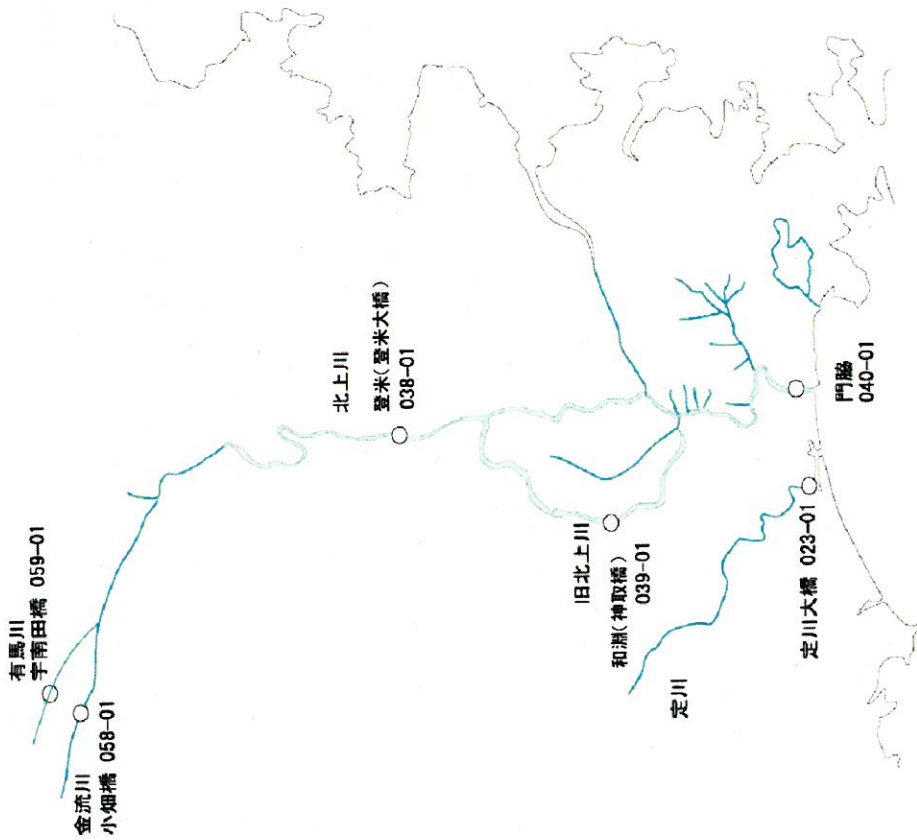 有馬川
宇南田橋 059-01
金流川
小畑橋 058-01
北上川
登米(登米大橋)
038-01
旧北上川
和淵(神取橋)
039-01
定川
定川大橋 023-01
門脇
040-01